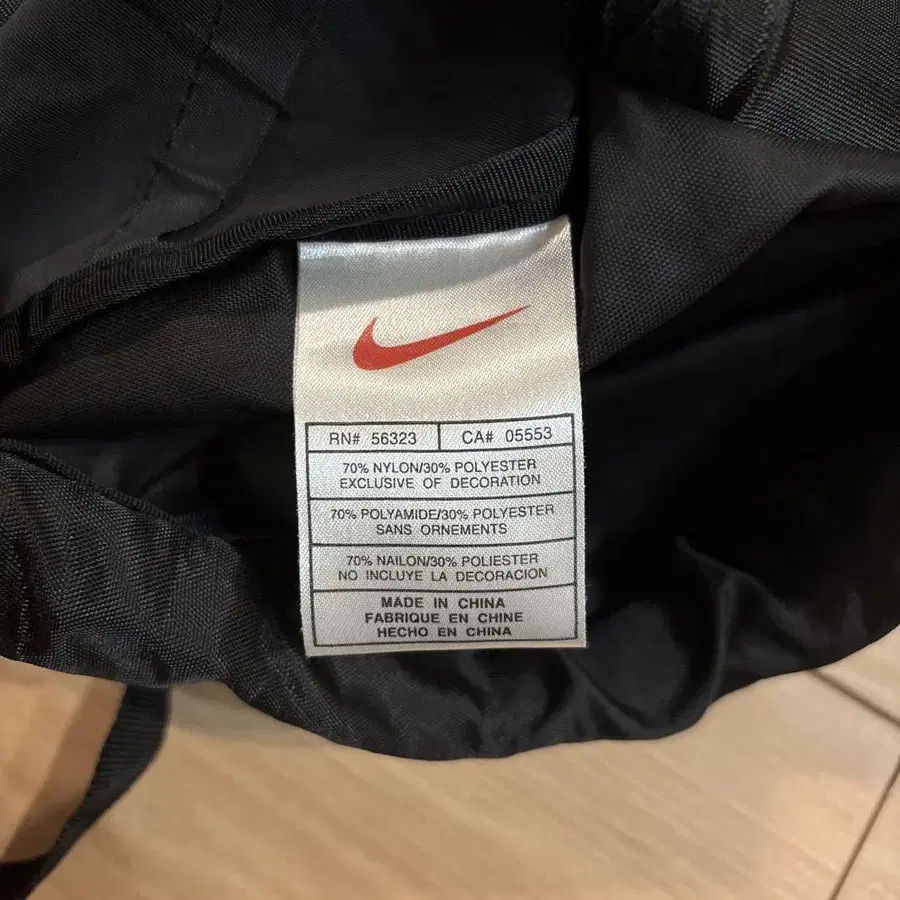 RN# 56323 CA# 05553
70% NYLON/30% POLYESTER
EXCLUSIVE OF DECORATION
70% POLYAMIDE/30% POLYESTER
SANS ORNEMENTS
70% NAILON/30% POLIESTER
NO INCLUYE LA DECORACION
MADE IN CHINA
FABRIQUE EN CHINE
HECHO EN CHINA